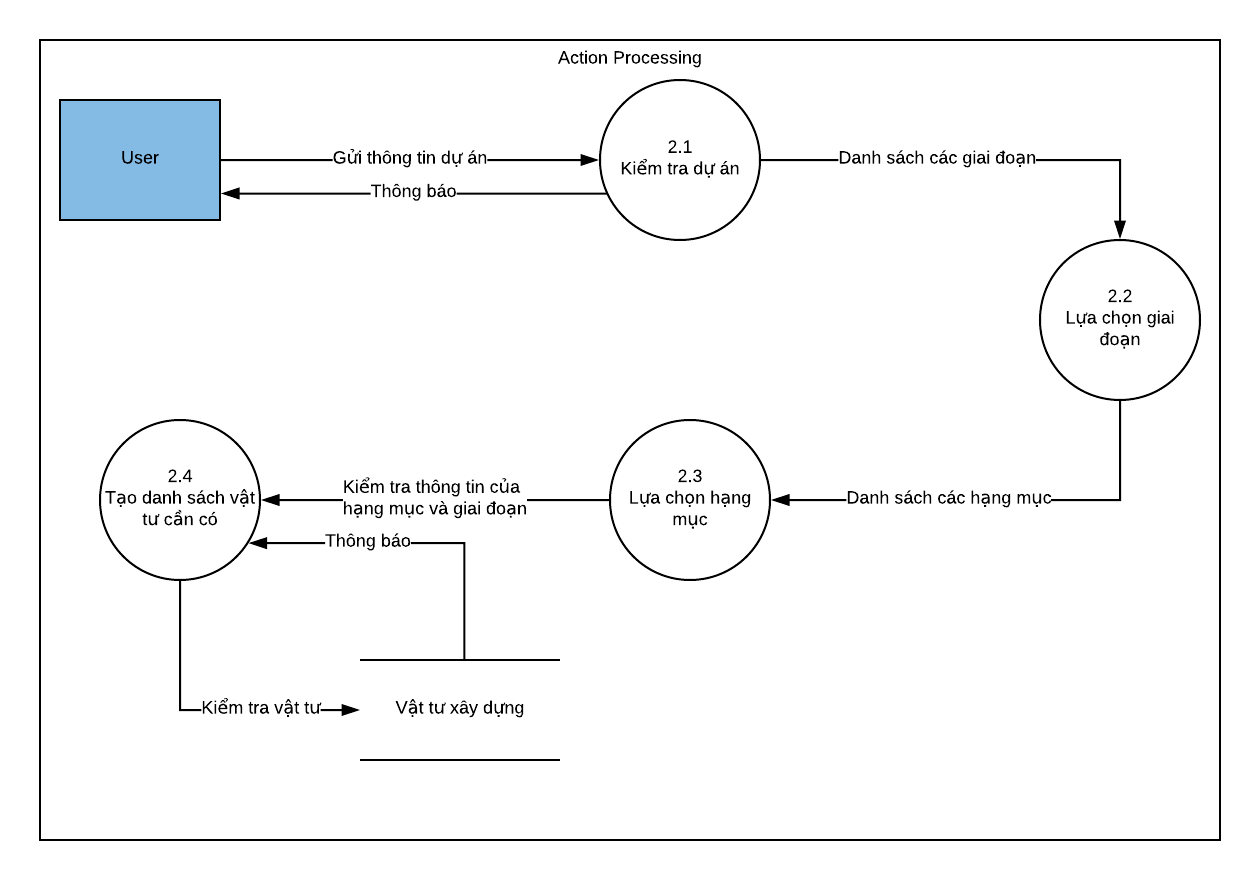 Action Processing
User
Gửi thông tin dự án
Thông báo
2.1
Kiểm tra dự án
Danh sách các giai đoạn
2.2
Lựa chọn giai
đoạn
2.4
Tạo danh sách vật
tư cần có
Kiểm tra thông tin của
hạng mục và giai đoạn
Thông báo
2.3
Lựa chọn hạng
mục
Danh sách các hạng mục
Kiểm tra vật tư
Vật tư xây dựng